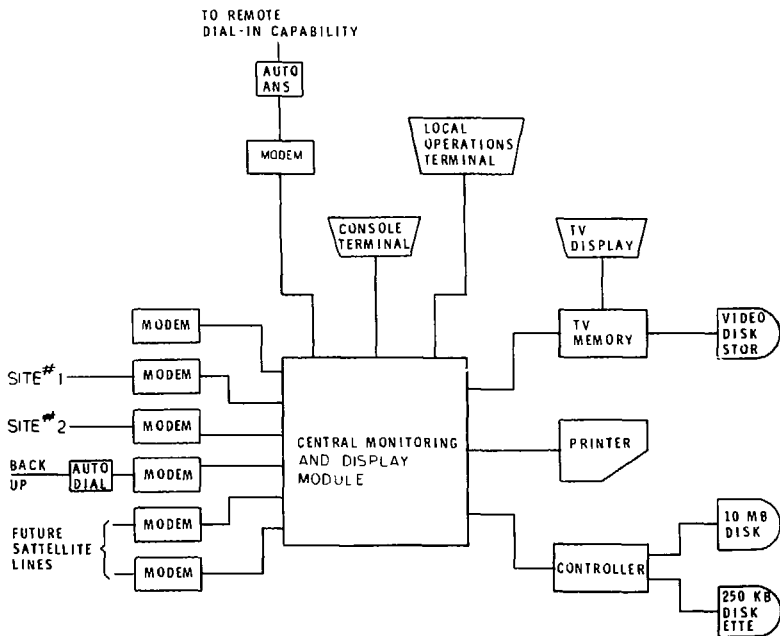 TO REMOTE
DIAL-IN CAPABILITY
AUTO
ANS
MODEM
LOCAL
OPERATIONS
TERMINAL
CONSOLE
TERMINAL
TV
DISPLAY
MODEM
TV
MEMORY
VIDEO
DISK
STOR
SITE #1
MODEM
SITE #2
MODEM
CENTRAL MONITORING
AND DISPLAY
MODULE
PRINTER
BACK
UP
AUTO
DIAL
MODEM
FUTURE
SATTELLITE
LINES
MODEM
MODEM
CONTROLLER
10 MB
DISK
250 KB
DISK
ETTE